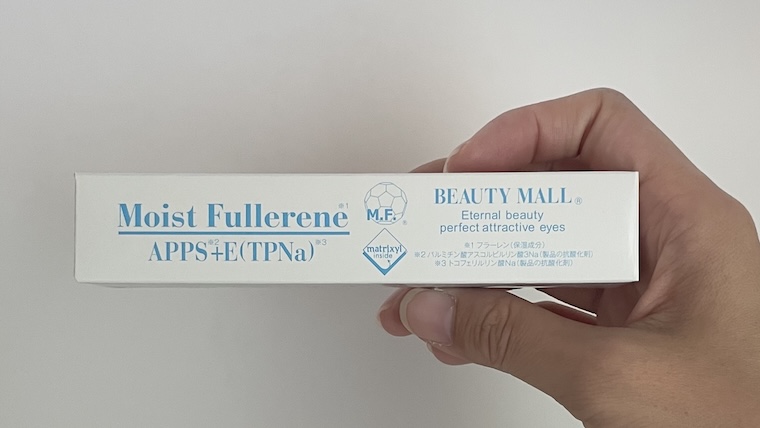 Moist Fullerene※1
APPS※2+E(TPNa)※3
M.F.®
matrixyl
inside
BEAUTY MALL®
Eternal beauty
perfect attractive eyes
※1 フラーレン(保湿成分)
※2 パルミチン酸アスコルビルリン酸3Na(製品の抗酸化剤)
※3 トコフェリルリン酸Na(製品の抗酸化剤)